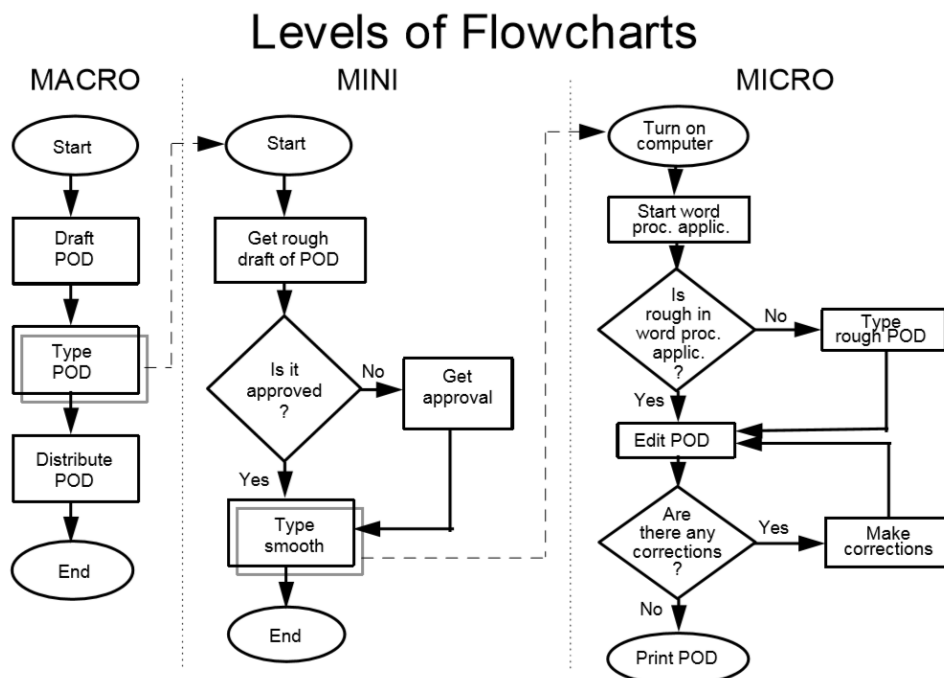 Levels of Flowcharts
MACRO
Start
Draft
POD
Type
POD
Distribute
POD
End
MINI
Start
Get rough
draft of POD
Is it
approved
?
No
Get
approval
Yes
Type
smooth
End
MICRO
Turn on
computer
Start word
proc. applic.
Is
rough in
word proc.
applic.
?
No
Type
rough POD
Yes
Edit POD
Are
there any
corrections
?
Yes
Make
corrections
No
Print POD